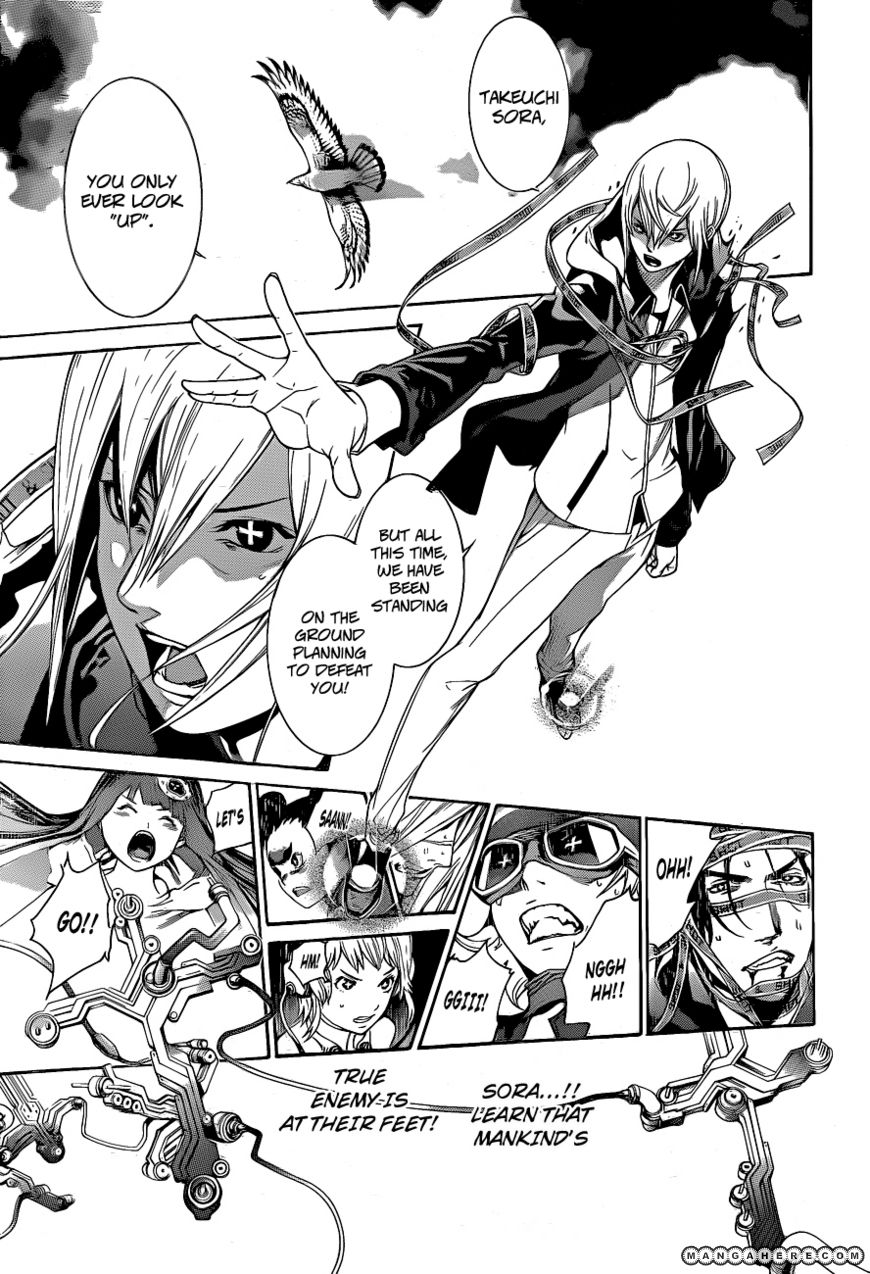 TAKEUCHI
SORA,
YOU ONLY
EVER LOOK
"UP".
BUT ALL
THIS TIME,
WE HAVE
BEEN
STANDING
ON THE
GROUND
PLANNING
TO DEFEAT
YOU!
OHH!
NGGH
HH!!
GGIII!
SAANN!
HM!
LET'S
GO!!
SORA...!!
LEARN THAT
MANKIND'S
TRUE
ENEMY IS
AT THEIR FEET!
MANGAHERE.COM